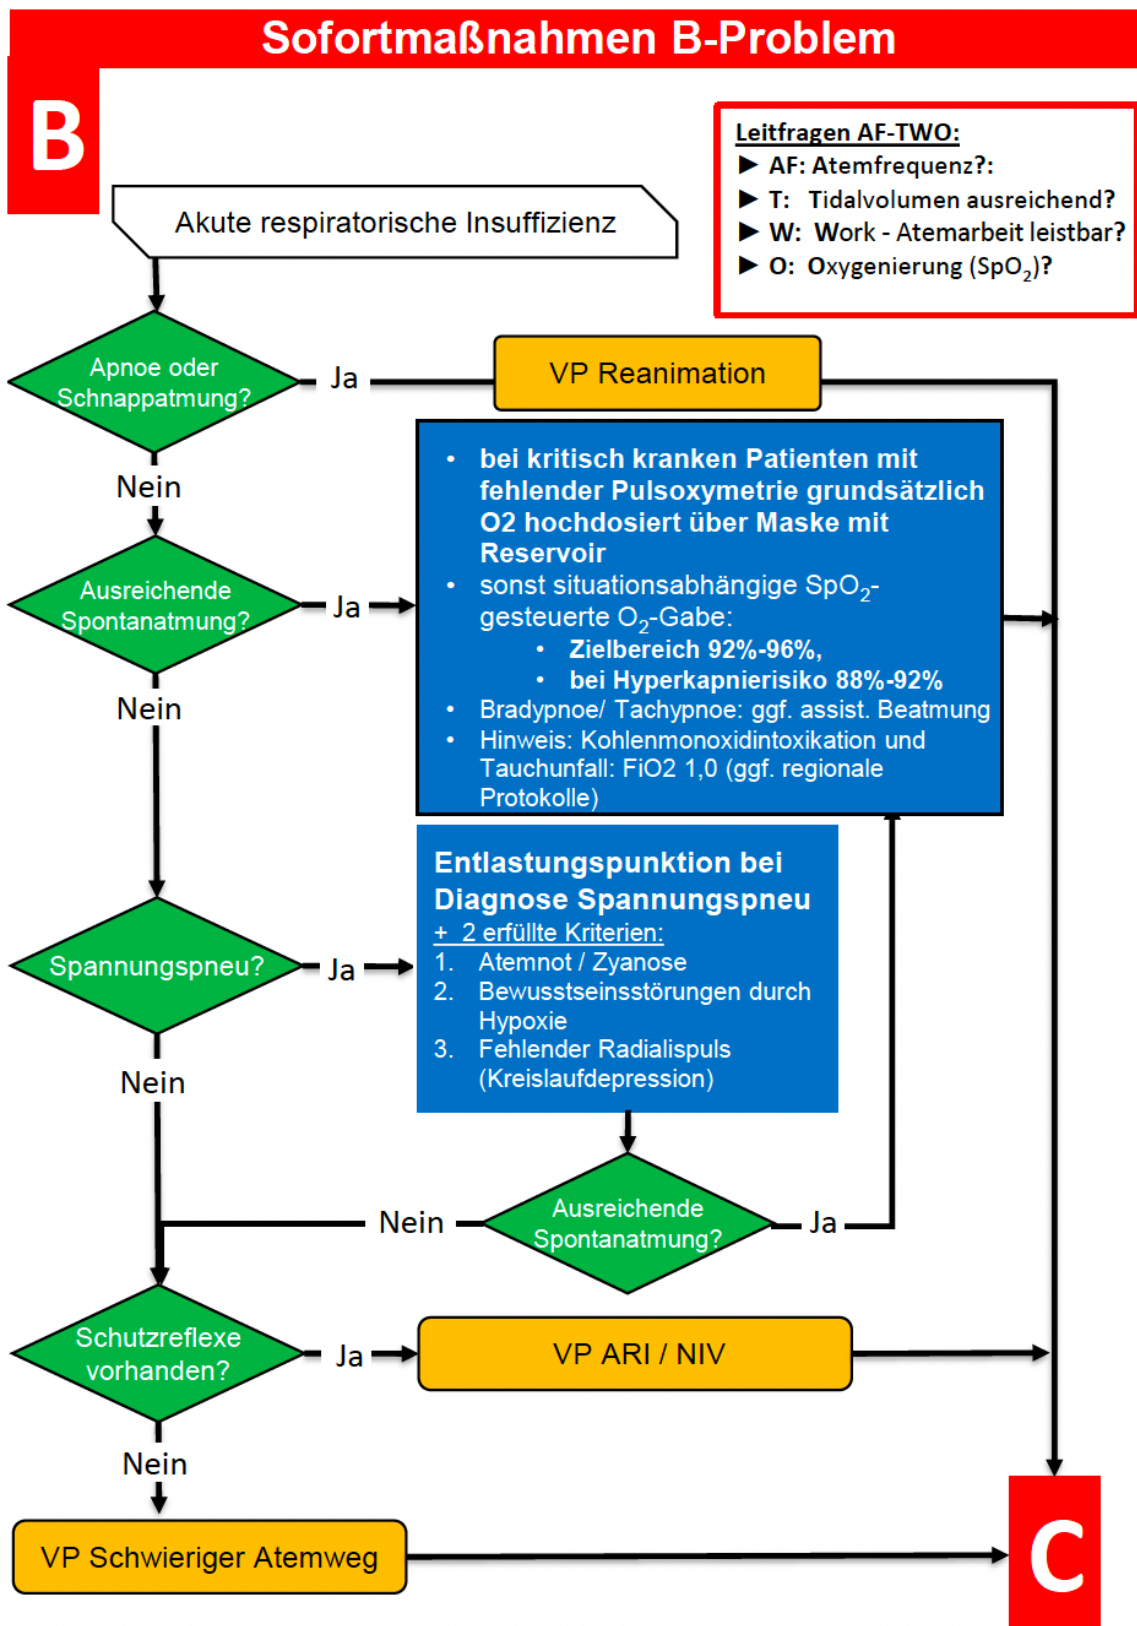 Sofortmaßnahmen B-Problem
B
Leitfragen AF-TWO:
► AF: Atemfrequenz?:
► T: Tidalvolumen ausreichend?
► W: Work - Atemarbeit leistbar?
► O: Oxygenierung (SpO₂)?
Akute respiratorische Insuffizienz
Apnoe oder
Schnappatmung?
Ja
VP Reanimation
Nein
• bei kritisch kranken Patienten mit
fehlender Pulsoxymetrie grundsätzlich
O2 hochdosiert über Maske mit
Reservoir
• sonst situationsabhängige SpO₂-
gesteuerte O₂-Gabe:
• Zielbereich 92%-96%,
• bei Hyperkapnierisiko 88%-92%
• Bradypnoe/ Tachypnoe: ggf. assist. Beatmung
• Hinweis: Kohlenmonoxidintoxikation und
Tauchunfall: FiO2 1,0 (ggf. regionale
Protokolle)
Ausreichende
Spontanatmung?
Ja
Nein
Entlastungspunktion bei
Diagnose Spannungspneu
+ 2 erfüllte Kriterien:
1. Atemnot / Zyanose
2. Bewusstseinsstörungen durch
Hypoxie
3. Fehlender Radialispuls
(Kreislaufdepression)
Spannungspneu?
Ja
Nein
Nein
Ausreichende
Spontanatmung?
Ja
Schutzreflexe
vorhanden?
Ja
VP ARI / NIV
Nein
VP Schwieriger Atemweg
C